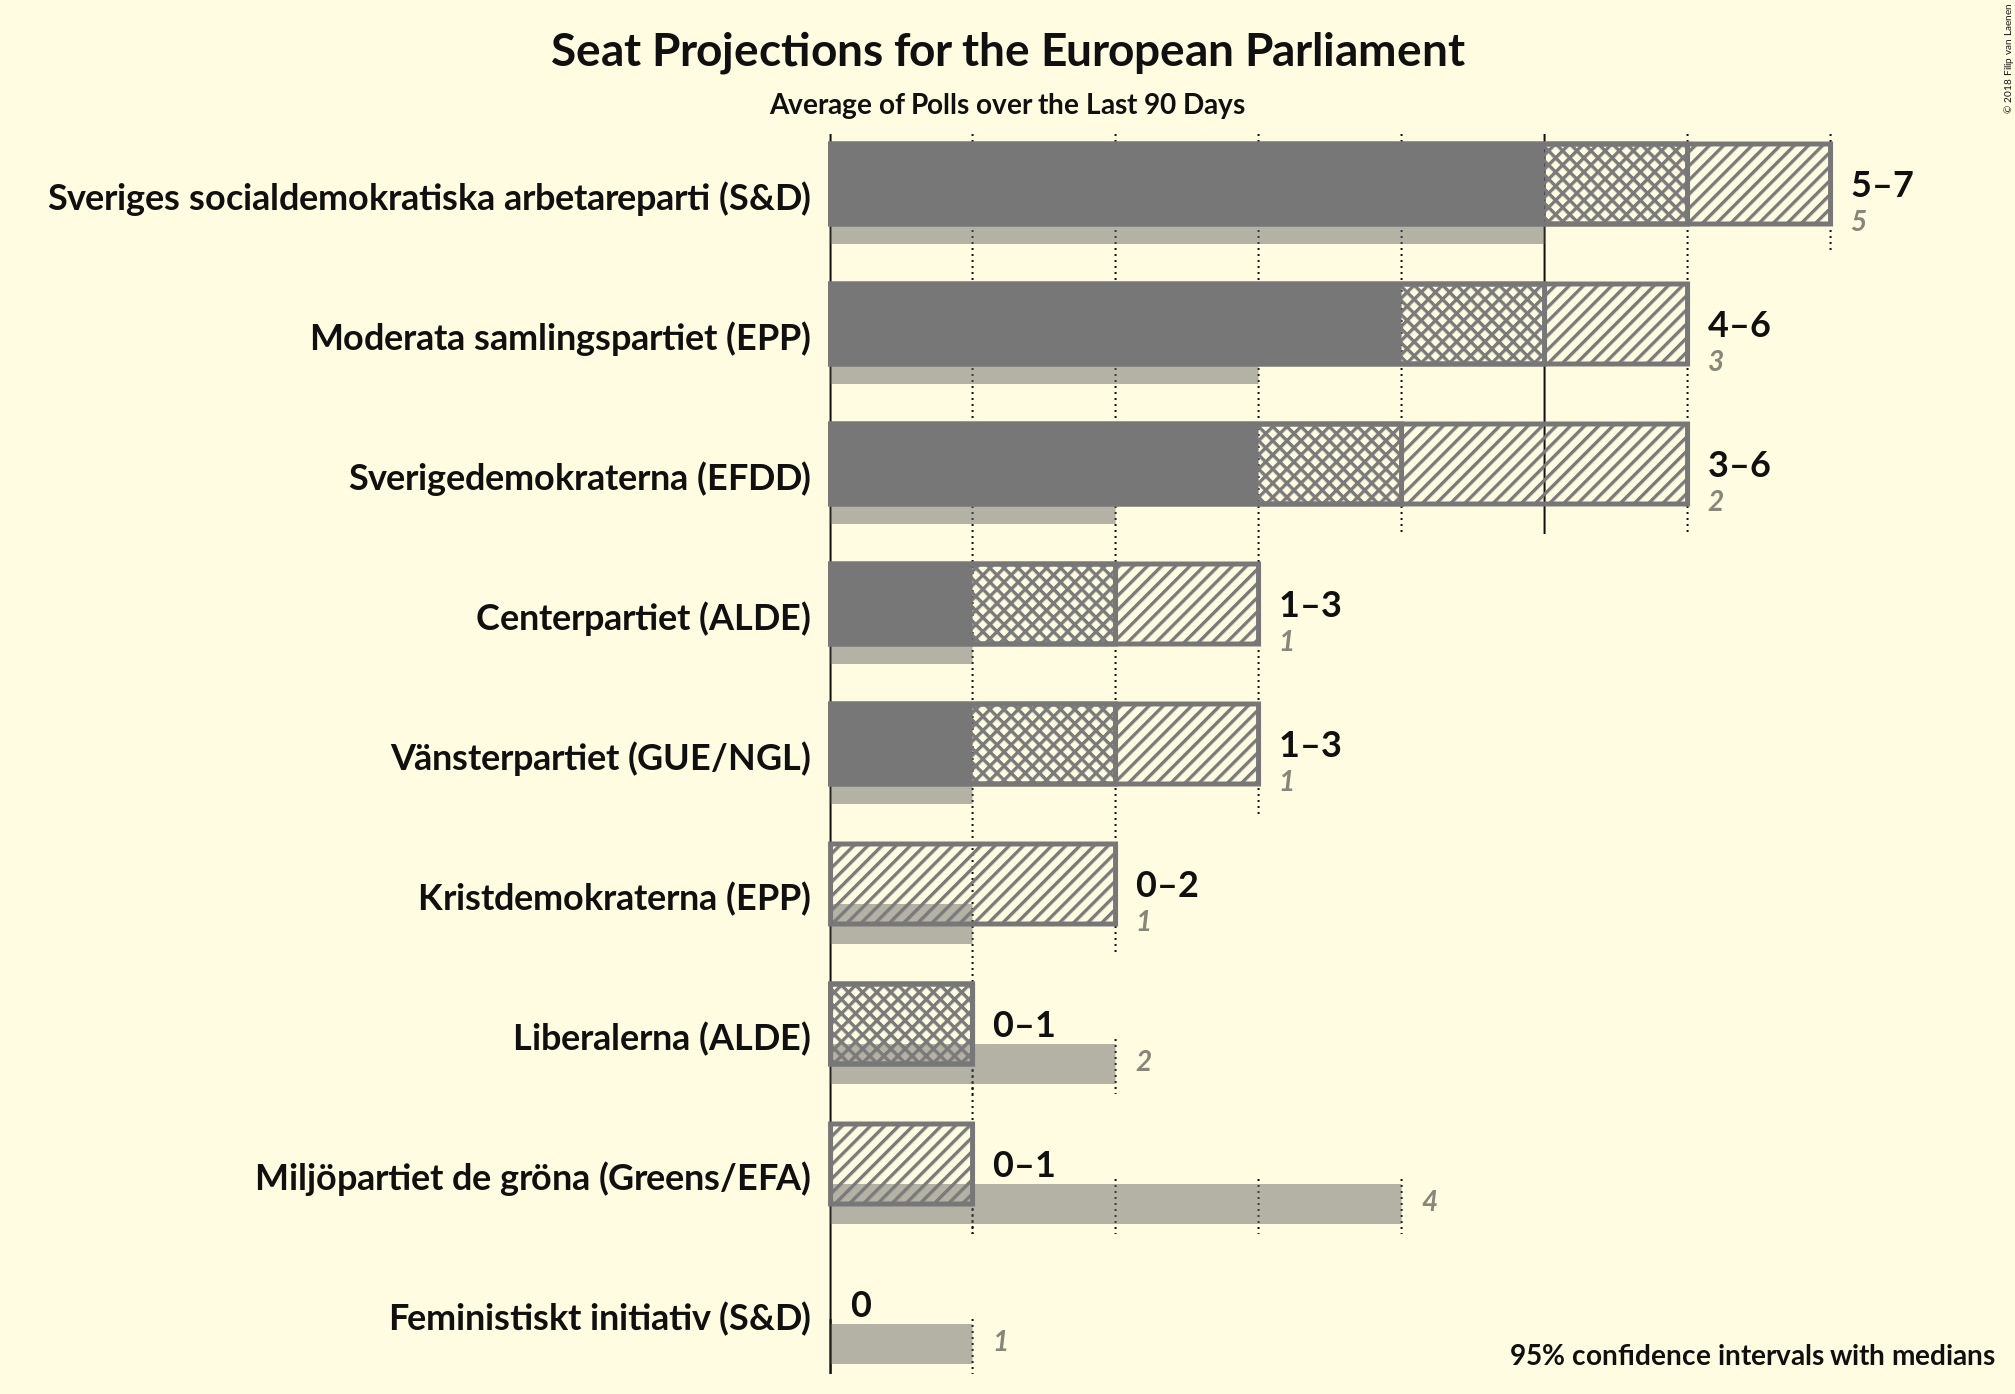 Seat Projections for the European Parliament
Average of Polls over the Last 90 Days
© 2018 Filip van Laenen
Sveriges socialdemokratiska arbetareparti (S&D)
5–7
5
Moderata samlingspartiet (EPP)
4–6
3
Sverigedemokraterna (EFDD)
3–6
2
Centerpartiet (ALDE)
1–3
1
Vänsterpartiet (GUE/NGL)
1–3
1
Kristdemokraterna (EPP)
0–2
1
Liberalerna (ALDE)
0–1
2
Miljöpartiet de gröna (Greens/EFA)
0–1
4
Feministiskt initiativ (S&D)
0
1
95% confidence intervals with medians